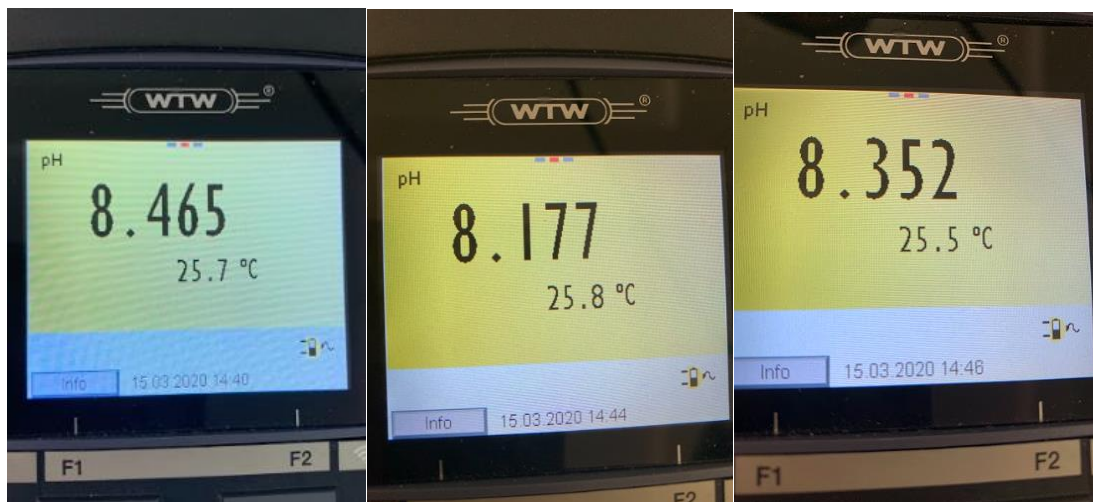 WTW ®
pH
8.465
25.7 °C
Info 15.03.2020 14:40
F1 F2
WTW ®
pH
8.177
25.8 °C
Info 15.03.2020 14:44
F2
WTW ®
pH
8.352
25.5 °C
Info 15.03.2020 14:46
F1 F2